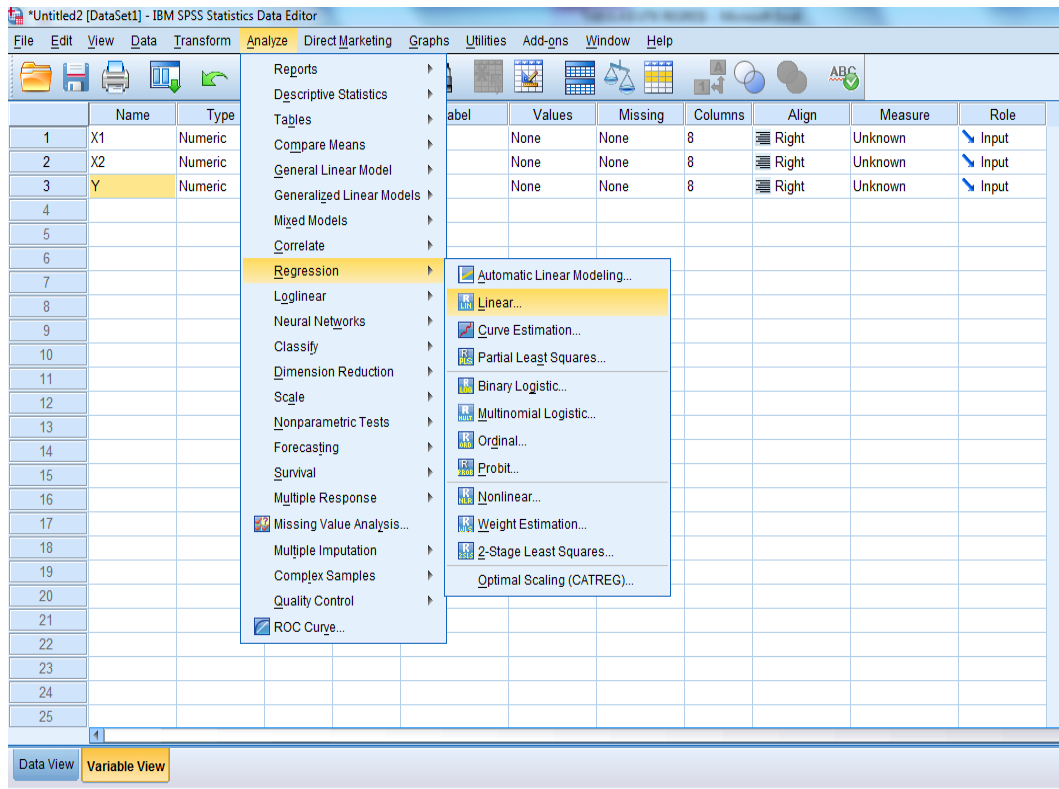 *Untitled2 [DataSet1] - IBM SPSS Statistics Data Editor
File Edit View Data Transform Analyze Direct Marketing Graphs Utilities Add-ons Window Help
Name Type abel Values Missing Columns Align Measure Role
1 X1 Numeric None None 8 Right Unknown Input
2 X2 Numeric None None 8 Right Unknown Input
3 Y Numeric None None 8 Right Unknown Input
4
5
6
7
8
9
10
11
12
13
14
15
16
17
18
19
20
21
22
23
24
25
Reports
Descriptive Statistics
Tables
Compare Means
General Linear Model
Generalized Linear Models
Mixed Models
Correlate
Regression
Loglinear
Neural Networks
Classify
Dimension Reduction
Scale
Nonparametric Tests
Forecasting
Survival
Multiple Response
Missing Value Analysis...
Multiple Imputation
Complex Samples
Quality Control
ROC Curve...
Automatic Linear Modeling...
Linear...
Curve Estimation...
Partial Least Squares...
Binary Logistic...
Multinomial Logistic...
Ordinal...
Probit...
Nonlinear...
Weight Estimation...
2-Stage Least Squares...
Optimal Scaling (CATREG)...
Data View Variable View